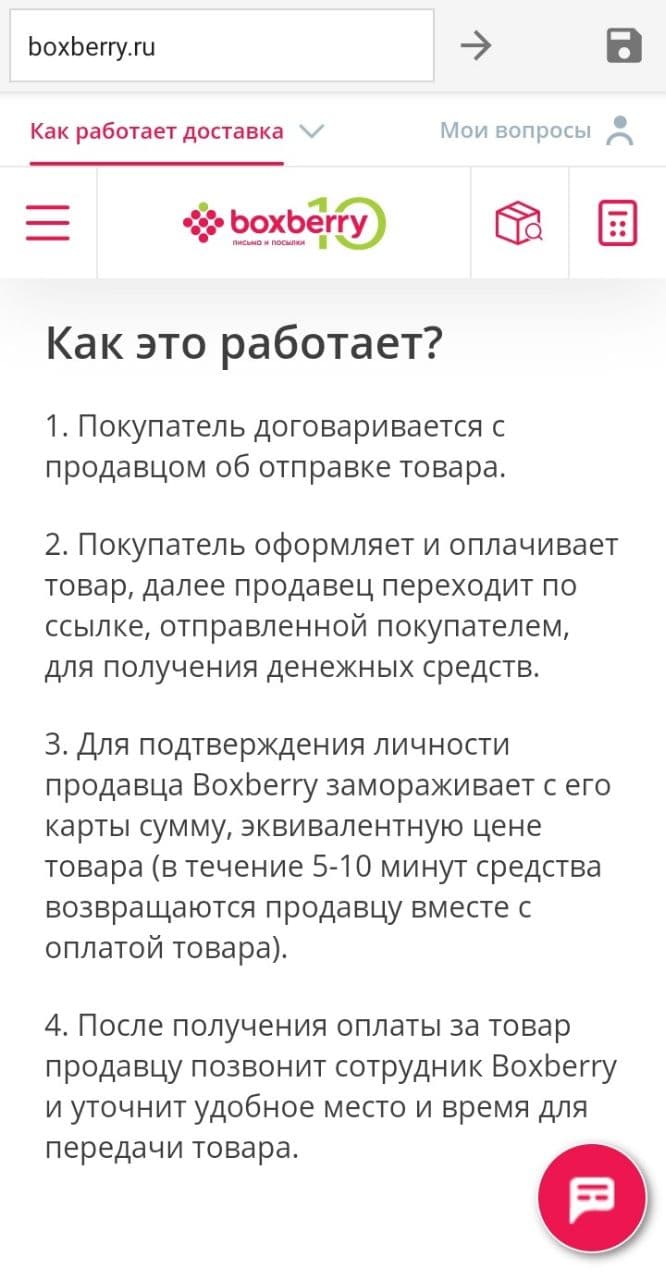 boxberry.ru
Как работает доставка
Мои вопросы
boxberry 10
письма и посылки
Как это работает?
1. Покупатель договаривается с
продавцом об отправке товара.
2. Покупатель оформляет и оплачивает
товар, далее продавец переходит по
ссылке, отправленной покупателем,
для получения денежных средств.
3. Для подтверждения личности
продавца Boxberry замораживает с его
карты сумму, эквивалентную цене
товара (в течение 5-10 минут средства
возвращаются продавцу вместе с
оплатой товара).
4. После получения оплаты за товар
продавцу позвонит сотрудник Boxberry
и уточнит удобное место и время для
передачи товара.